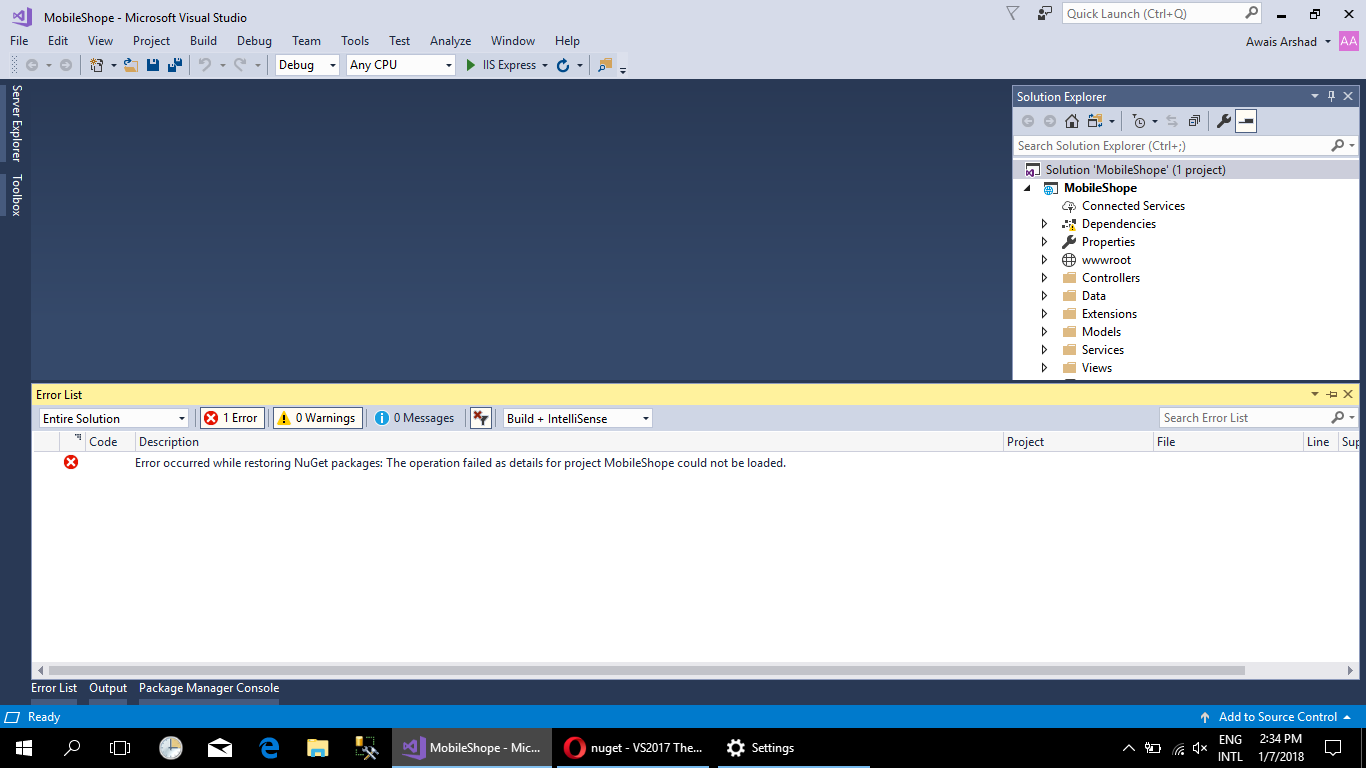 MobileShope - Microsoft Visual Studio
Quick Launch (Ctrl+Q)
File Edit View Project Build Debug Team Tools Test Analyze Window Help
Awais Arshad AA
Debug Any CPU IIS Express
Server Explorer
Toolbox
Solution Explorer
Search Solution Explorer (Ctrl+;)
Solution 'MobileShope' (1 project)
MobileShope
Connected Services
Dependencies
Properties
wwwroot
Controllers
Data
Extensions
Models
Services
Views
Error List
Entire Solution 1 Error 0 Warnings 0 Messages Build + IntelliSense Search Error List
Code Description Project File Line Sup
Error occurred while restoring NuGet packages: The operation failed as details for project MobileShope could not be loaded.
Error List Output Package Manager Console
Ready Add to Source Control
MobileShope - Mic... nuget - VS2017 The... Settings
ENG
INTL
2:34 PM
1/7/2018